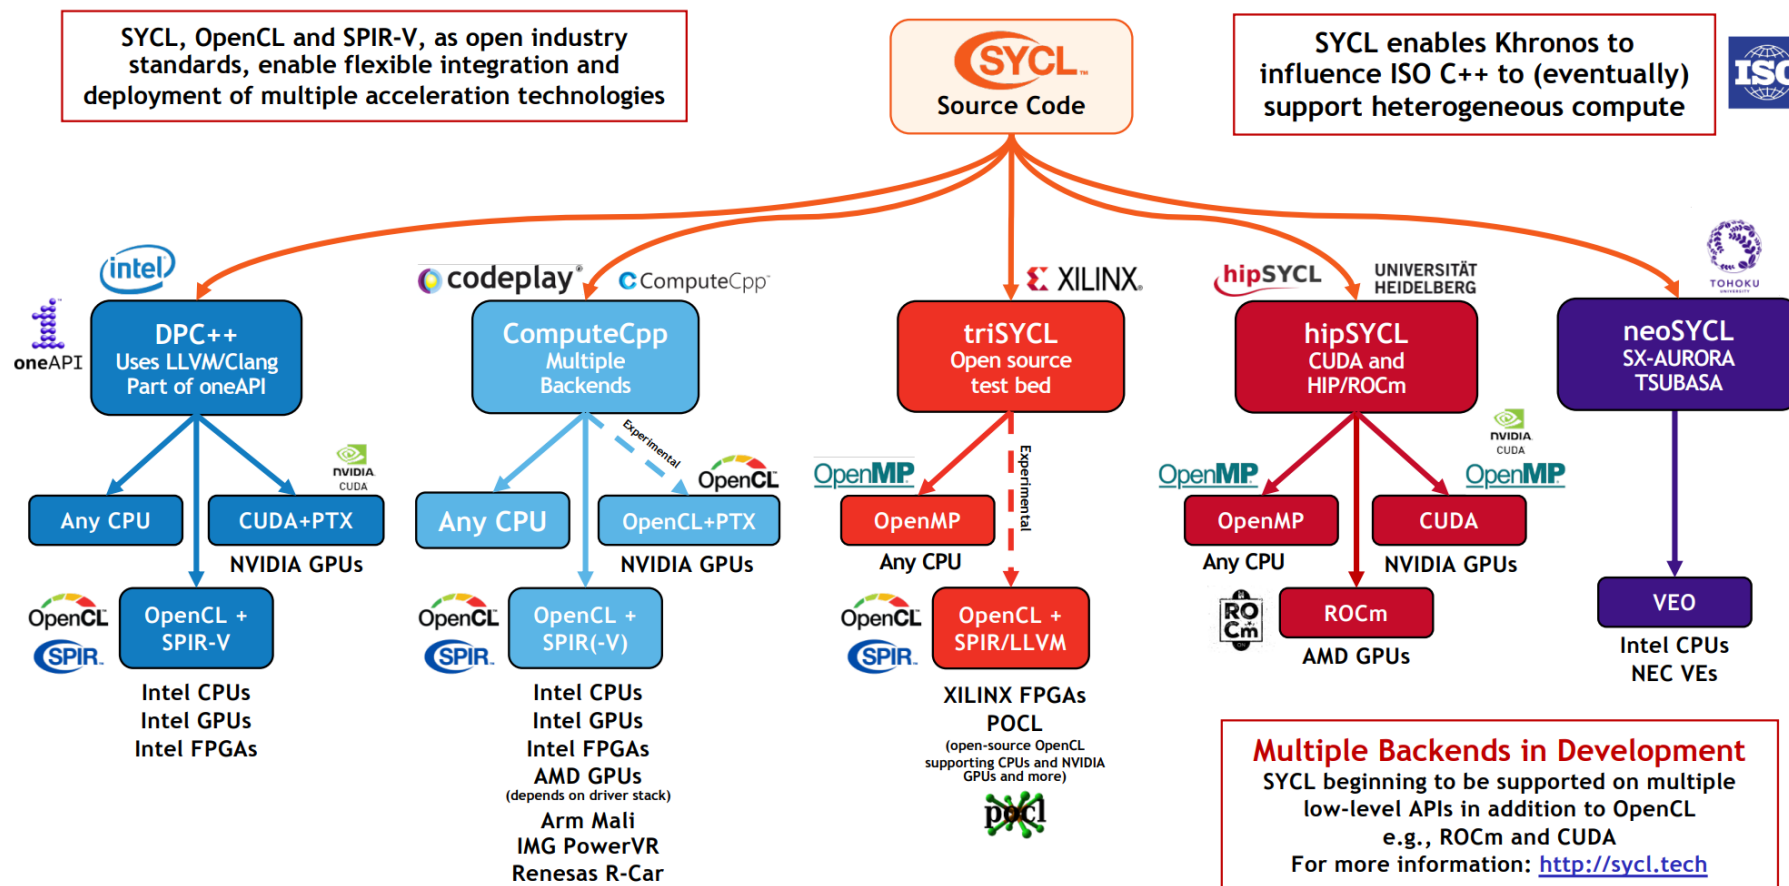 SYCL, OpenCL and SPIR-V, as open industry
standards, enable flexible integration and
deployment of multiple acceleration technologies
SYCL™
Source Code
SYCL enables Khronos to
influence ISO C++ to (eventually)
support heterogeneous compute
ISO
intel
oneAPI
DPC++
Uses LLVM/Clang
Part of oneAPI
codeplay®
ComputeCpp™
ComputeCpp
Multiple
Backends
XILINX®
triSYCL
Open source
test bed
hipSYCL
UNIVERSITÄT
HEIDELBERG
hipSYCL
CUDA and
HIP/ROCm
TOHOKU
UNIVERSITY
neoSYCL
SX-AURORA
TSUBASA
Any CPU
NVIDIA
CUDA
CUDA+PTX
NVIDIA GPUs
OpenCL
SPIR™
OpenCL +
SPIR-V
Intel CPUs
Intel GPUs
Intel FPGAs
Experimental
Any CPU
OpenCL
OpenCL+PTX
NVIDIA GPUs
OpenCL
SPIR™
OpenCL +
SPIR(-V)
Intel CPUs
Intel GPUs
Intel FPGAs
AMD GPUs
(depends on driver stack)
Arm Mali
IMG PowerVR
Renesas R-Car
OpenMP
OpenMP
Any CPU
Experimental
OpenCL
SPIR™
OpenCL +
SPIR/LLVM
XILINX FPGAs
POCL
(open-source OpenCL
supporting CPUs and NVIDIA
GPUs and more)
pocl
OpenMP
OpenMP
Any CPU
NVIDIA
CUDA
OpenMP
CUDA
NVIDIA GPUs
ROCm
ROCm
AMD GPUs
VEO
Intel CPUs
NEC VEs
Multiple Backends in Development
SYCL beginning to be supported on multiple
low-level APIs in addition to OpenCL
e.g., ROCm and CUDA
For more information: http://sycl.tech